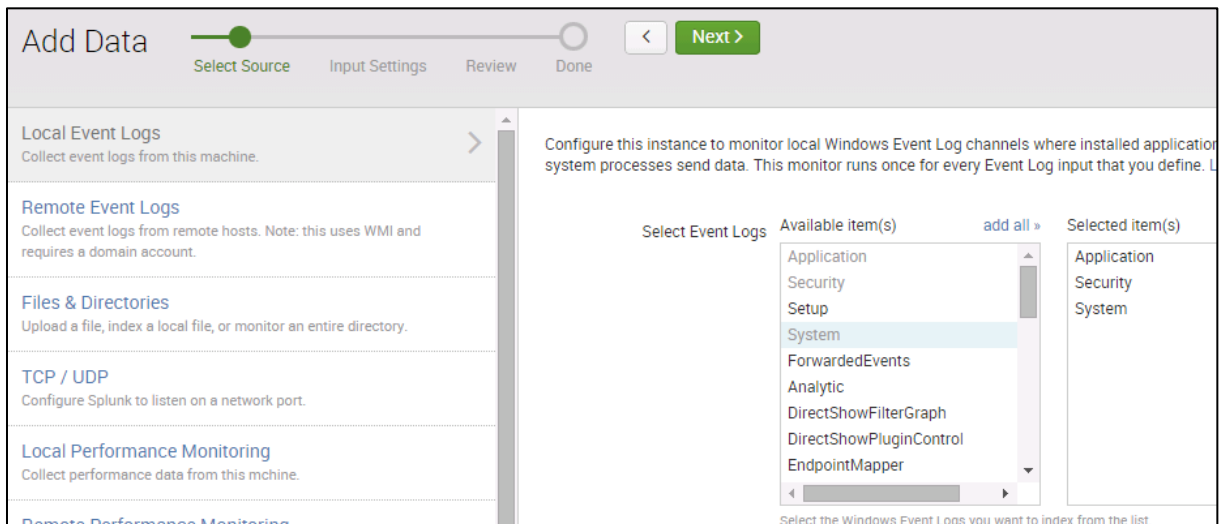 Add Data
Select Source
Input Settings
Review
Done
<
Next >
Local Event Logs
Collect event logs from this machine.
Remote Event Logs
Collect event logs from remote hosts. Note: this uses WMI and
requires a domain account.
Files & Directories
Upload a file, index a local file, or monitor an entire directory.
TCP / UDP
Configure Splunk to listen on a network port.
Local Performance Monitoring
Collect performance data from this mchine.
Remote Performance Monitoring
Configure this instance to monitor local Windows Event Log channels where installed application
system processes send data. This monitor runs once for every Event Log input that you define. L
Select Event Logs
Available item(s)
add all »
Application
Security
Setup
System
ForwardedEvents
Analytic
DirectShowFilterGraph
DirectShowPluginControl
EndpointMapper
Selected item(s)
Application
Security
System
Select the Windows Event Logs you want to index from the list